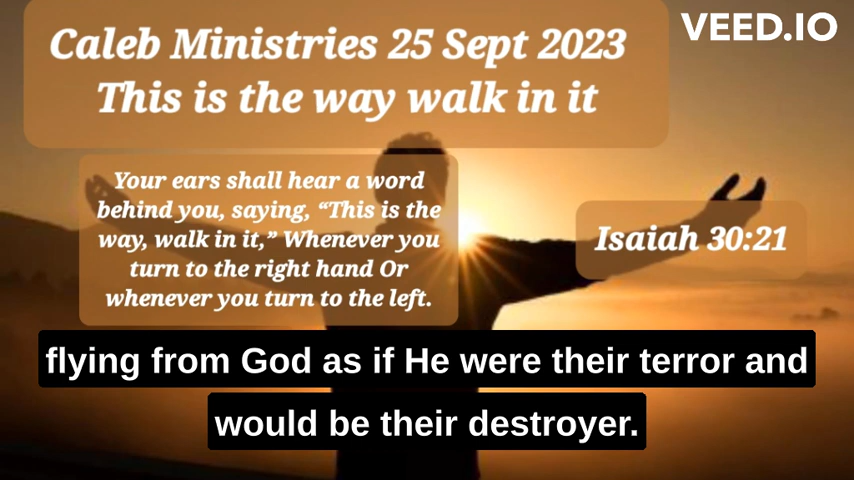 Caleb Ministries 25 Sept 2023
This is the way walk in it
VEED.IO
Your ears shall hear a word
behind you, saying, “This is the
way, walk in it,” Whenever you
turn to the right hand Or
whenever you turn to the left.
Isaiah 30:21
flying from God as if He were their terror and
would be their destroyer.